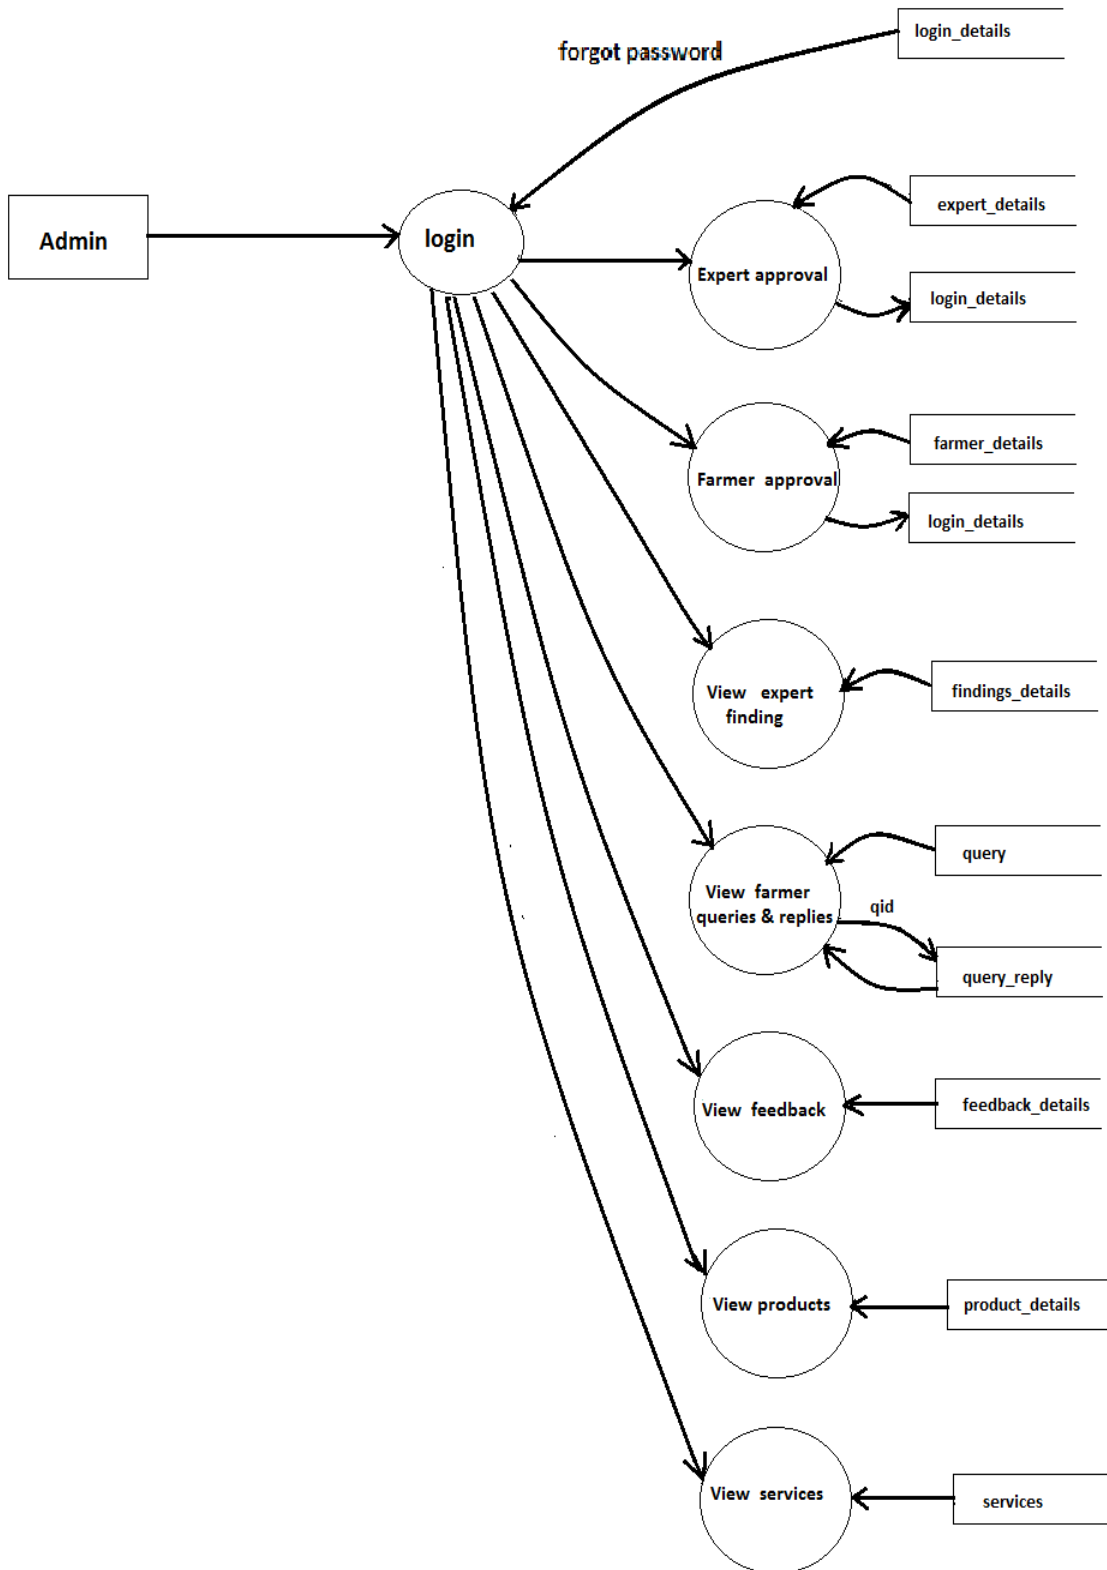 login_details
forgot password
expert_details
Admin
login
Expert approval
login_details
farmer_details
Farmer approval
login_details
View expert
finding
findings_details
query
View farmer
queries & replies
qid
query_reply
View feedback
feedback_details
View products
product_details
View services
services